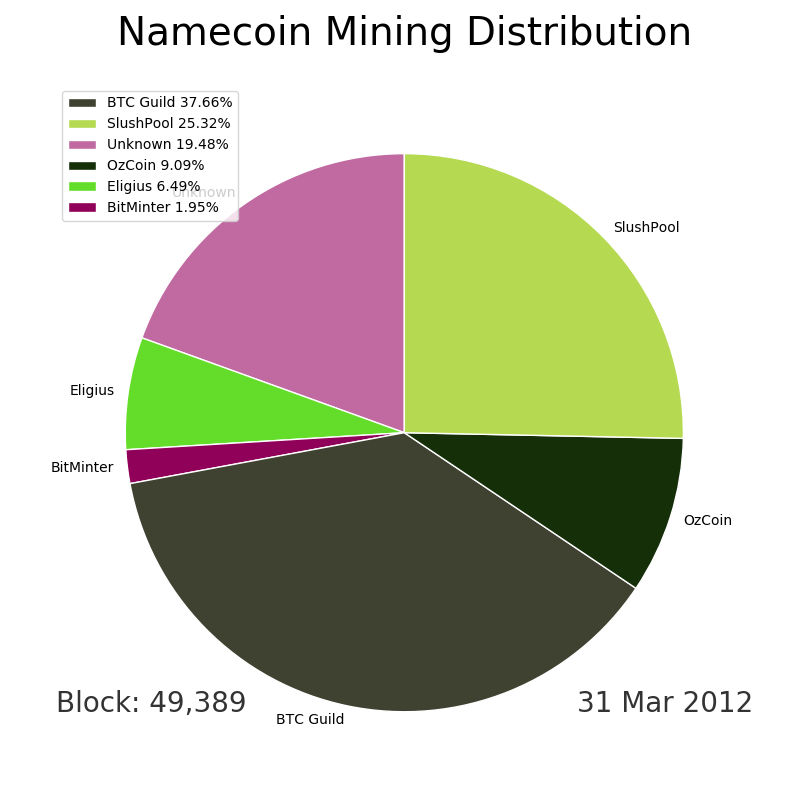 Namecoin Mining Distribution
BTC Guild 37.66%
SlushPool 25.32%
Unknown 19.48%
OzCoin 9.09%
Eligius 6.49%
BitMinter 1.95%
Unknown
SlushPool
Eligius
BitMinter
OzCoin
Block: 49,389
31 Mar 2012
BTC Guild